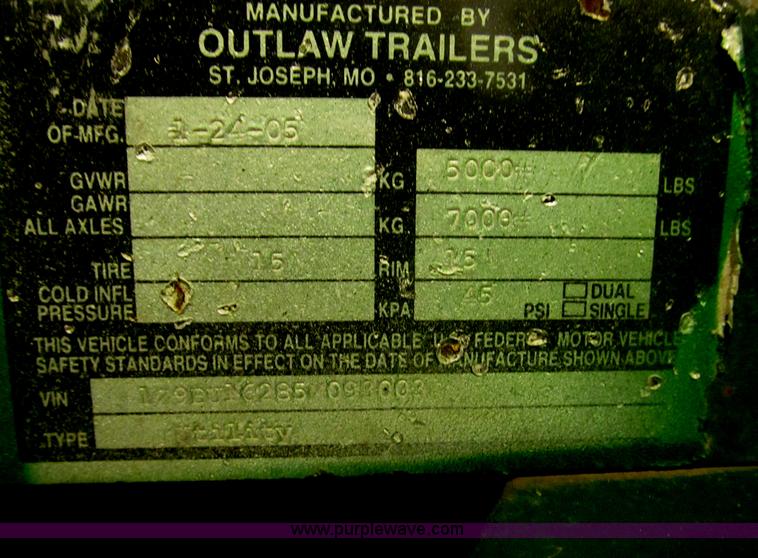 MANUFACTURED BY
OUTLAW TRAILERS
ST. JOSEPH, MO • 816-233-7531
DATE
OF MFG. 1-24-05
GVWR KG 5000# LBS
GAWR
ALL AXLES KG 7000# LBS
TIRE 15 RIM 15
COLD INFL
PRESSURE KPA 45 PSI DUAL
SINGLE
THIS VEHICLE CONFORMS TO ALL APPLICABLE U.S. FEDERAL MOTOR VEHICLE
SAFETY STANDARDS IN EFFECT ON THE DATE OF MANUFACTURE SHOWN ABOVE
VIN
TYPE Utility
www.purplewave.com